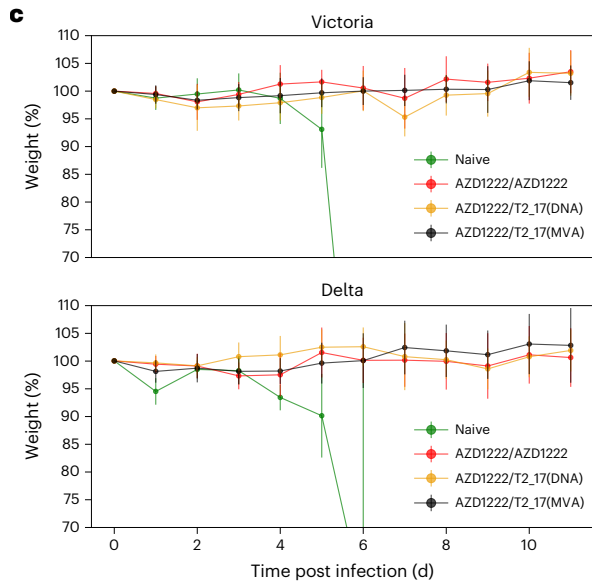 c
Victoria
110
105
100
95
90
85
80
75
70
Weight (%)
Naive
AZD1222/AZD1222
AZD1222/T2_17(DNA)
AZD1222/T2_17(MVA)
Delta
110
105
100
95
90
85
80
75
70
Weight (%)
Naive
AZD1222/AZD1222
AZD1222/T2_17(DNA)
AZD1222/T2_17(MVA)
0 2 4 6 8 10
Time post infection (d)